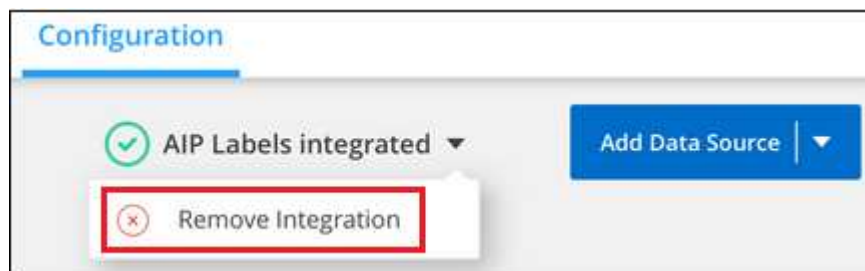 Configuration
AIP Labels integrated
Add Data Source
Remove Integration